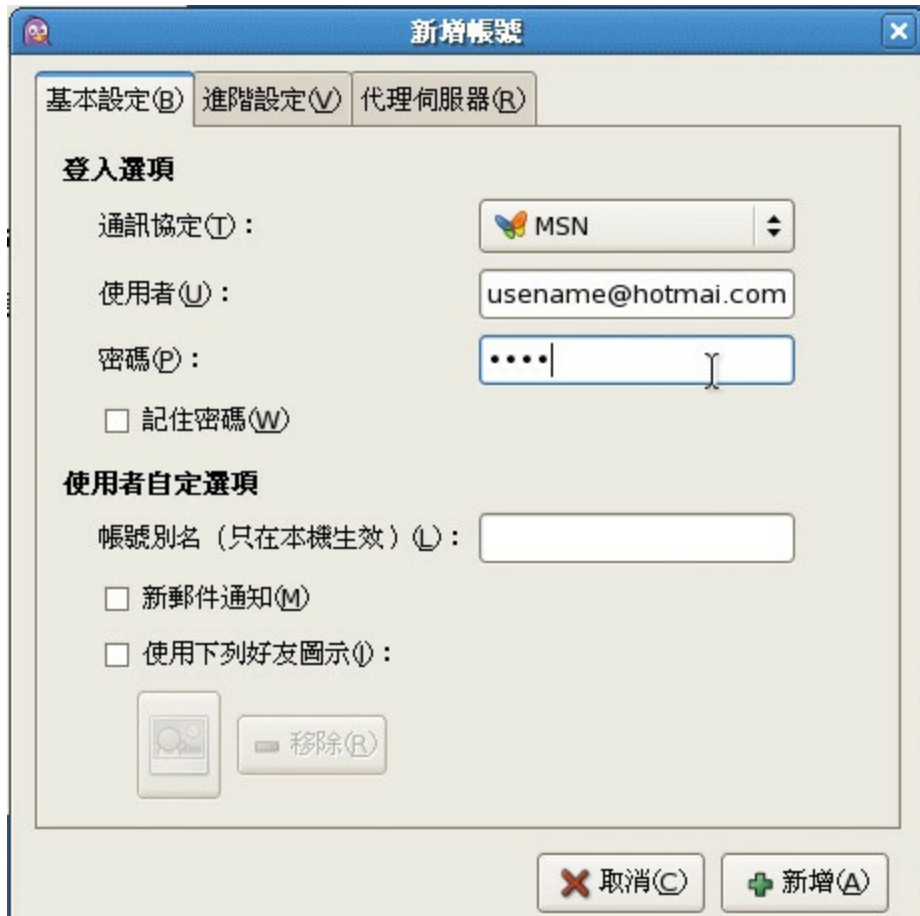 新增帳號
基本設定(B) 進階設定(V) 代理伺服器(R)
登入選項
通訊協定(T)： MSN
使用者(U)： usename@hotmai.com
密碼(P)： ••••
記住密碼(W)
使用者自定選項
帳號別名（只在本機生效）(L)：
新郵件通知(M)
使用下列好友圖示(I)：
移除(R)
取消(C) 新增(A)